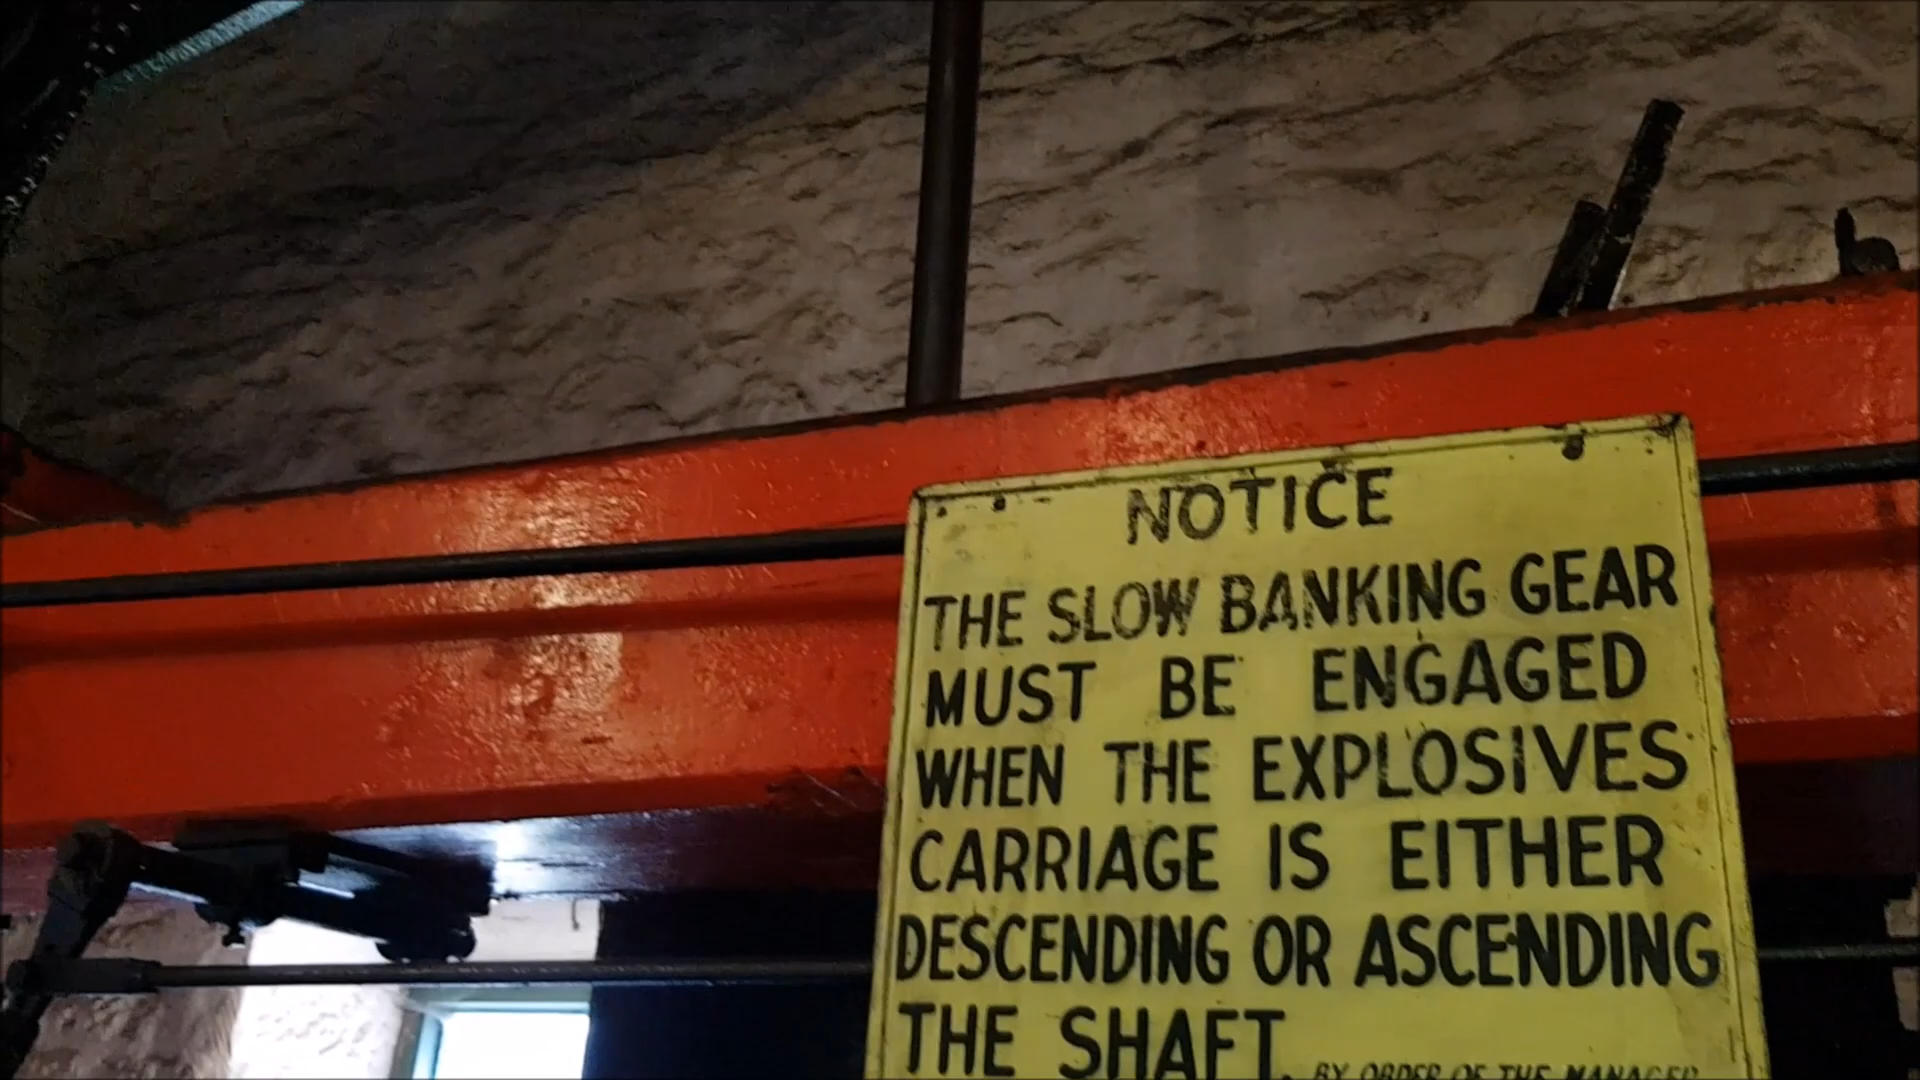 NOTICE
THE SLOW BANKING GEAR
MUST BE ENGAGED
WHEN THE EXPLOSIVES
CARRIAGE IS EITHER
DESCENDING OR ASCENDING
THE SHAFT. BY ORDER OF THE MANAGER